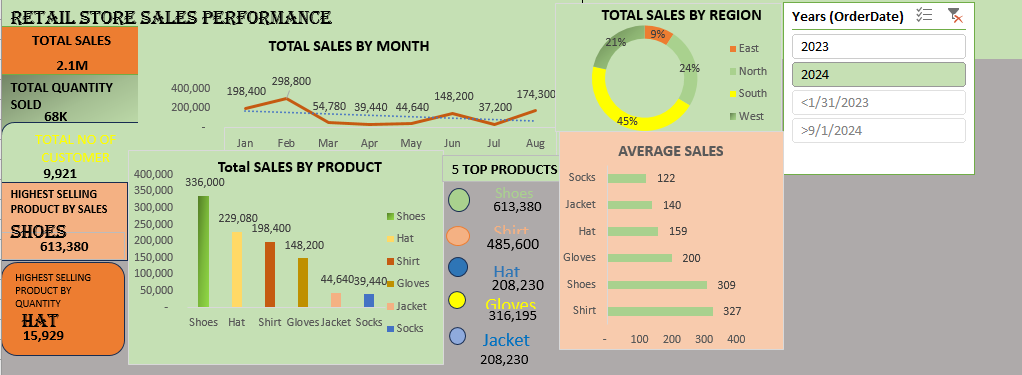 RETAIL STORE SALES PERFORMANCE
TOTAL SALES
2.1M
TOTAL QUANTITY
SOLD
68K
TOTAL NO OF
CUSTOMER
9,921
HIGHEST SELLING
PRODUCT BY SALES
SHOES
613,380
HIGHEST SELLING
PRODUCT BY
QUANTITY
HAT
15,929
TOTAL SALES BY MONTH
400,000
200,000
-
198,400
298,800
54,780
39,440
44,640
148,200
37,200
174,300
Jan Feb Mar Apr May Jun Jul Aug
Total SALES BY PRODUCT
400,000
350,000
300,000
250,000
200,000
150,000
100,000
50,000
-
336,000
229,080
198,400
148,200
44,640
39,440
Shoes Hat Shirt Gloves Jacket Socks
Shoes
Hat
Shirt
Gloves
Jacket
Socks
5 TOP PRODUCTS
Shoes
613,380
Shirt
485,600
Hat
208,230
Gloves
316,195
Jacket
208,230
TOTAL SALES BY REGION
9%
24%
45%
21%
East
North
South
West
AVERAGE SALES
Socks 122
Jacket 140
Hat 159
Gloves 200
Shoes 309
Shirt 327
- 100 200 300 400
Years (OrderDate)
2023
2024
<1/31/2023
>9/1/2024